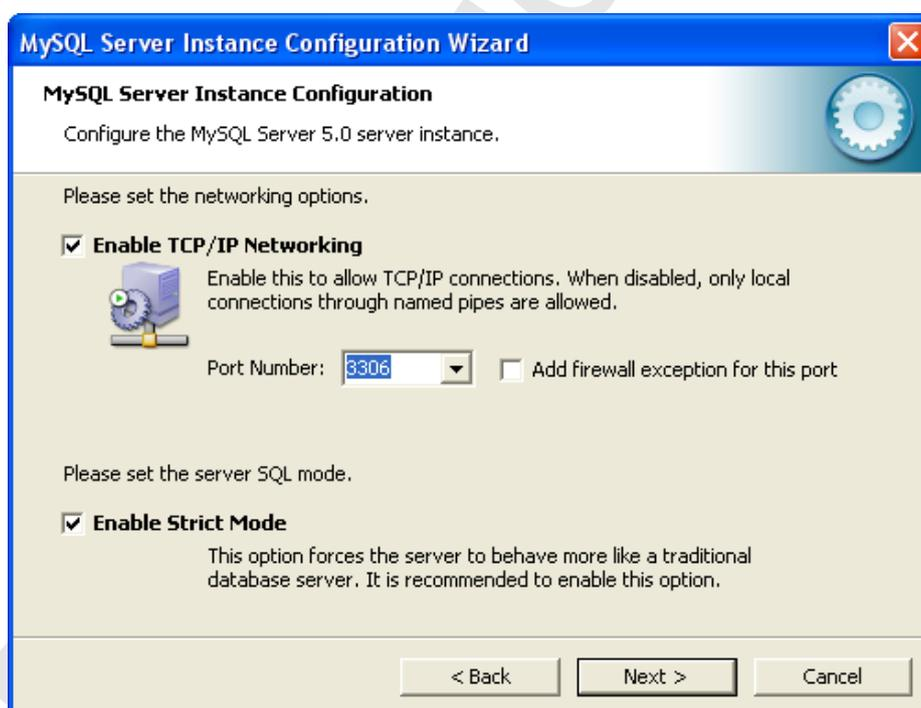 MySQL Server Instance Configuration Wizard
MySQL Server Instance Configuration
Configure the MySQL Server 5.0 server instance.
Please set the networking options.
Enable TCP/IP Networking
Enable this to allow TCP/IP connections. When disabled, only local
connections through named pipes are allowed.
Port Number: 3306 Add firewall exception for this port
Please set the server SQL mode.
Enable Strict Mode
This option forces the server to behave more like a traditional
database server. It is recommended to enable this option.
< Back Next > Cancel